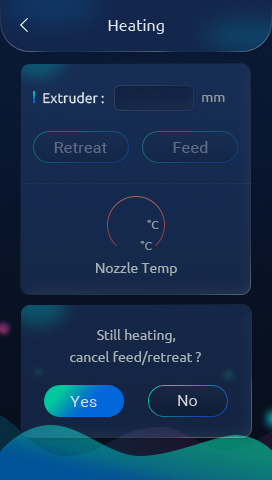 Heating
Extruder : mm
Retreat Feed
°C
°C
Nozzle Temp
Still heating,
cancel feed/retreat ?
Yes No